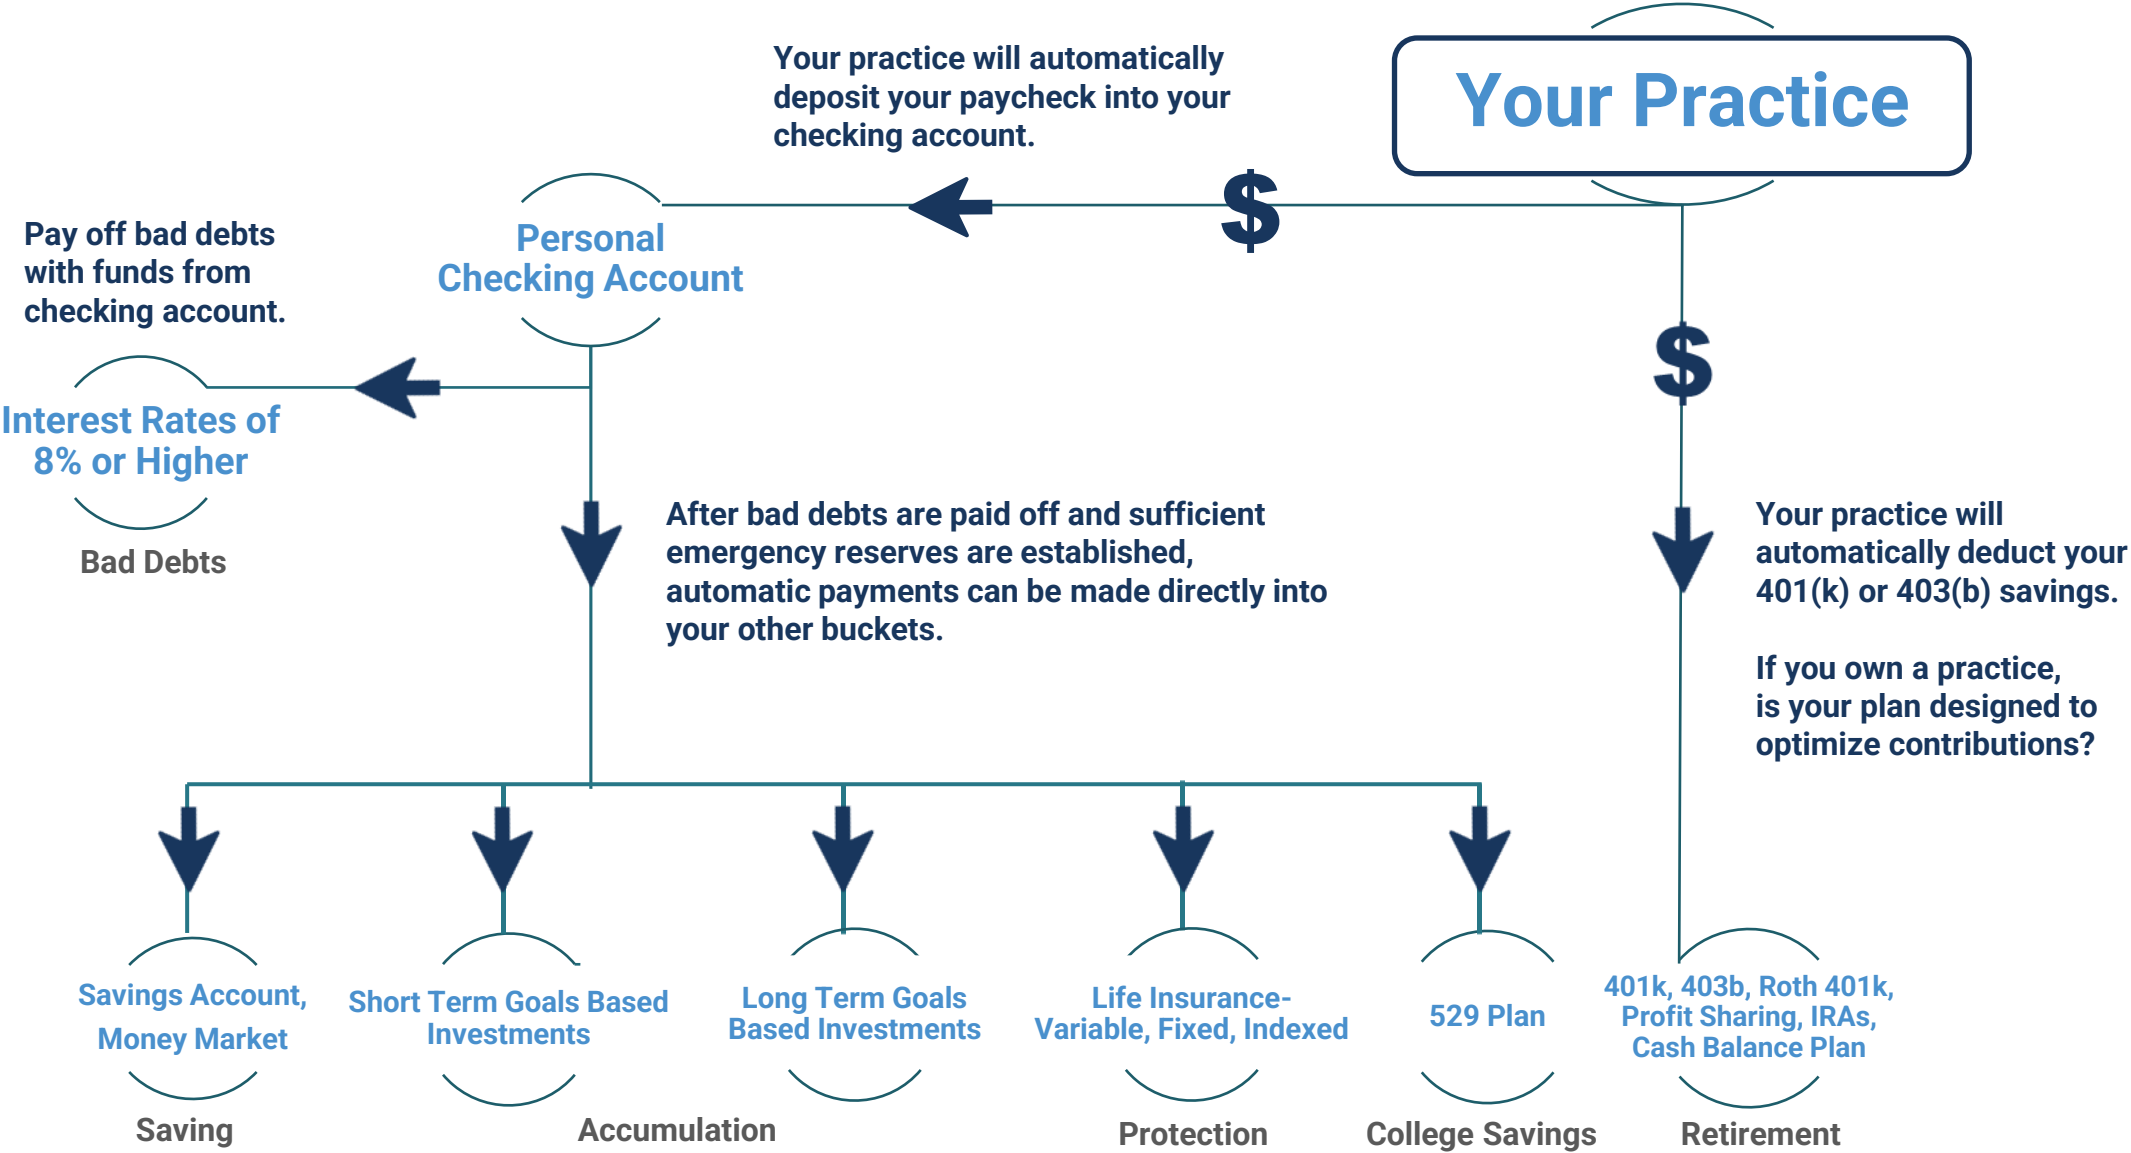 Your practice will automatically
deposit your paycheck into your
checking account.
Your Practice
$
Pay off bad debts
with funds from
checking account.
Personal
Checking Account
$
Interest Rates of
8% or Higher
Bad Debts
After bad debts are paid off and sufficient
emergency reserves are established,
automatic payments can be made directly into
your other buckets.
Your practice will
automatically deduct your
401(k) or 403(b) savings.
If you own a practice,
is your plan designed to
optimize contributions?
Savings Account,
Money Market
Saving
Short Term Goals Based
Investments
Long Term Goals
Based Investments
Accumulation
Life Insurance-
Variable, Fixed, Indexed
Protection
529 Plan
College Savings
401k, 403b, Roth 401k,
Profit Sharing, IRAs,
Cash Balance Plan
Retirement